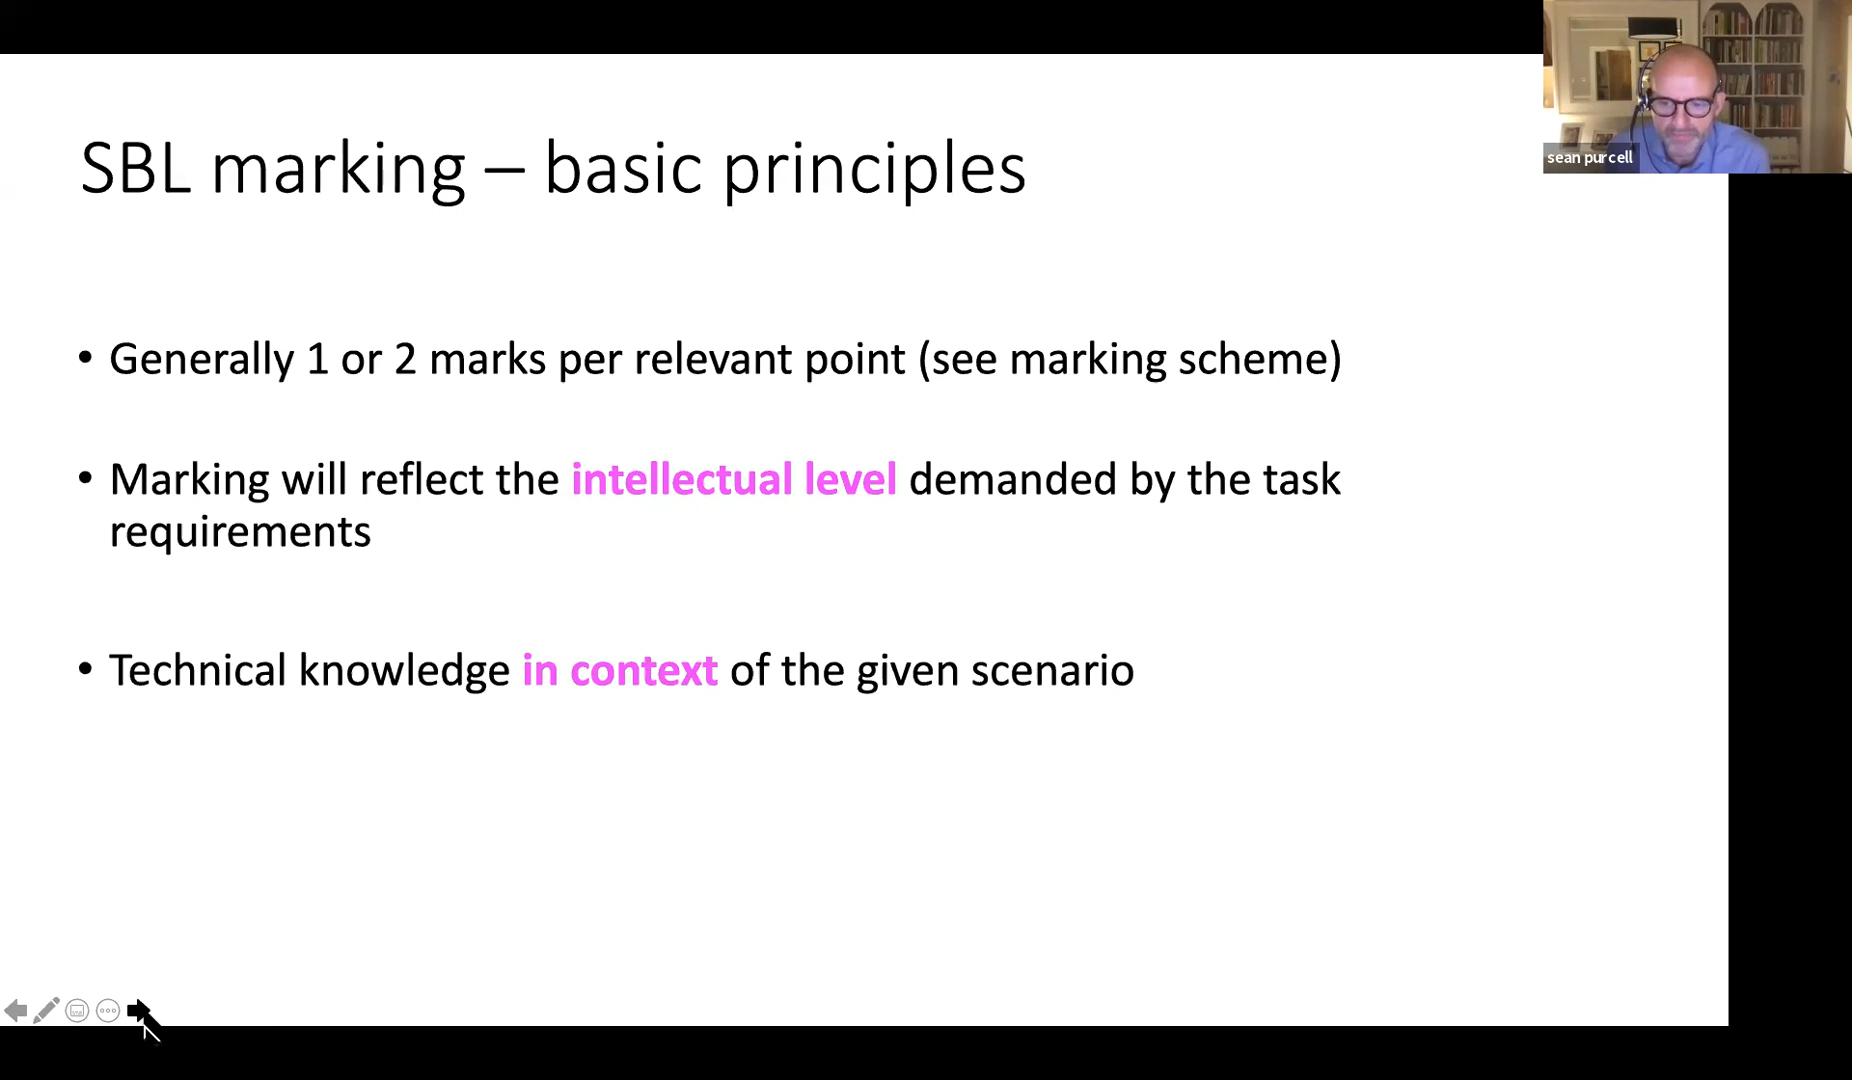 SBL marking – basic principles
sean purcell
• Generally 1 or 2 marks per relevant point (see marking scheme)
• Marking will reflect the intellectual level demanded by the task
requirements
• Technical knowledge in context of the given scenario